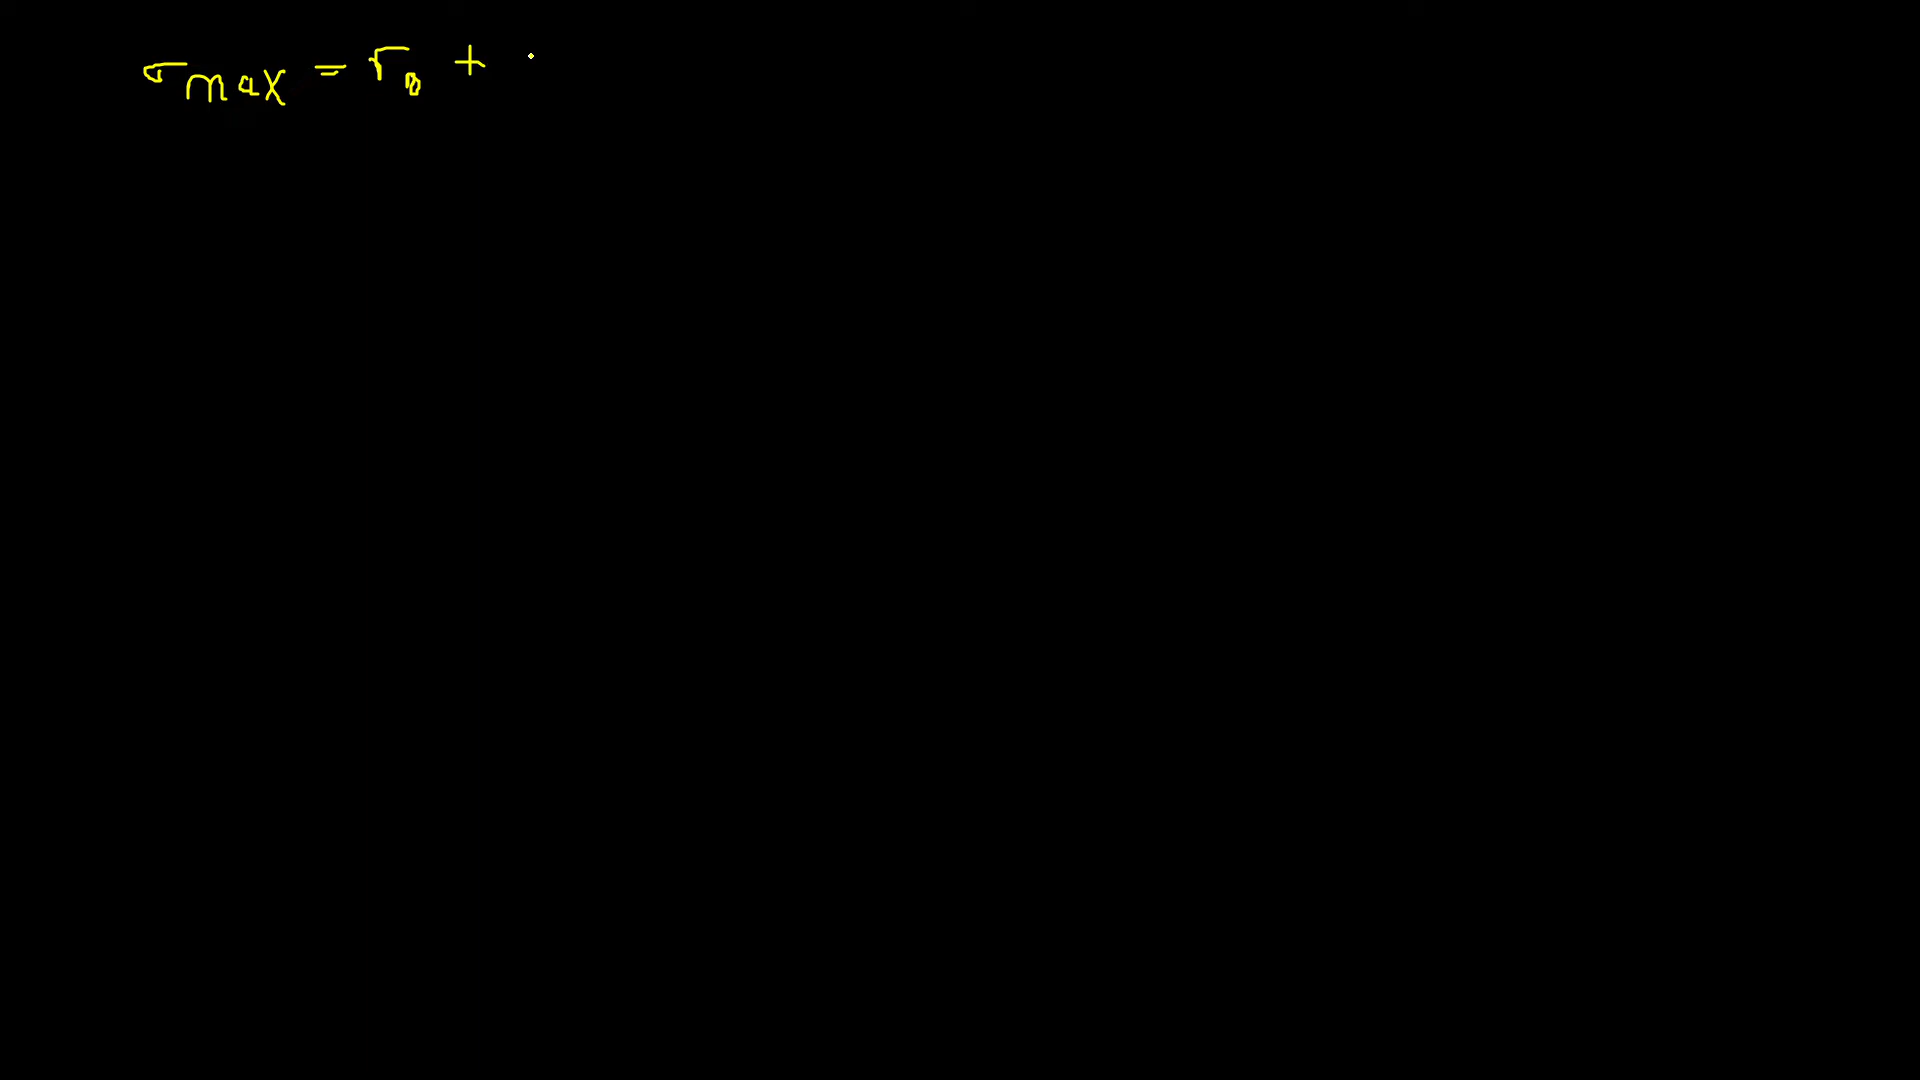 σmax = σ0 +